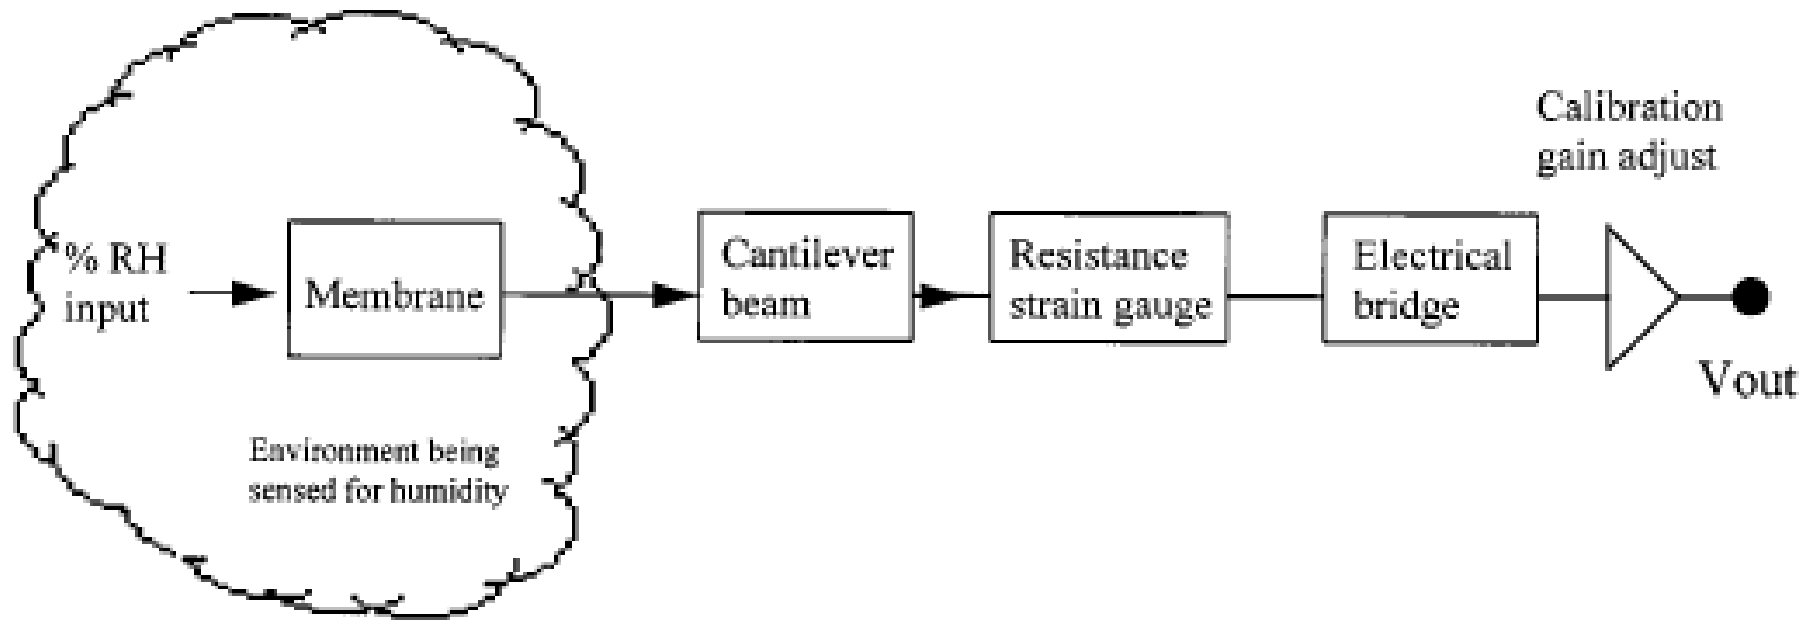 % RH
input
Membrane
Environment being
sensed for humidity
Cantilever
beam
Resistance
strain gauge
Electrical
bridge
Calibration
gain adjust
Vout